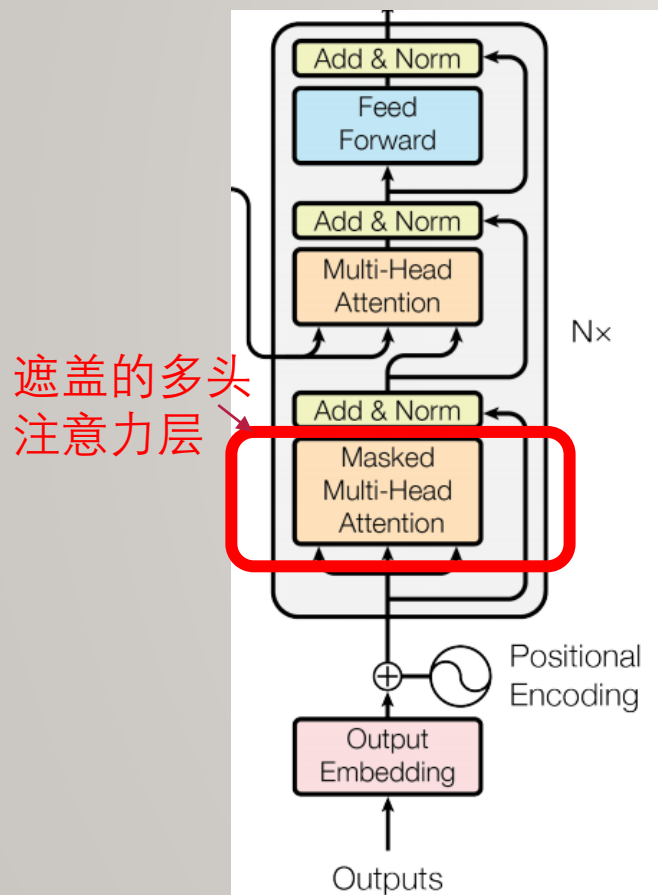 Add & Norm
Feed
Forward
Add & Norm
Multi-Head
Attention
N×
遮盖的多头
注意力层
Add & Norm
Masked
Multi-Head
Attention
Positional
Encoding
Output
Embedding
Outputs